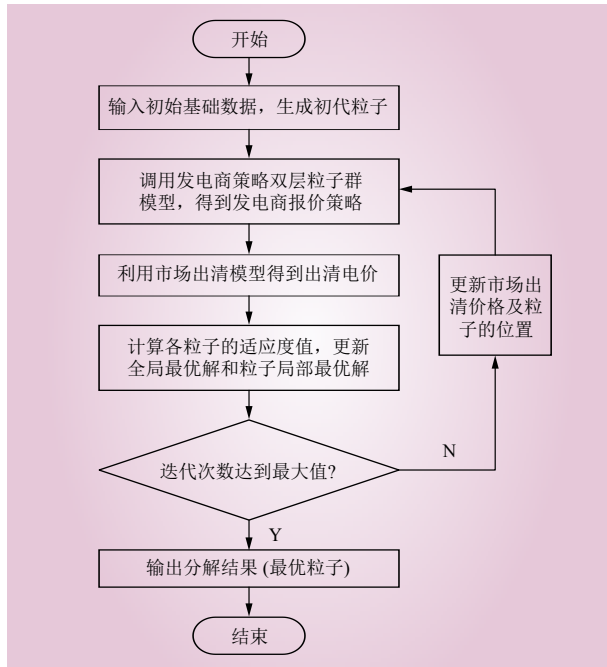 开始
输入初始基础数据，生成初代粒子
调用发电商策略双层粒子群
模型，得到发电商报价策略
利用市场出清模型得到出清电价
更新市场出
清价格及粒
子的位置
计算各粒子的适应度值，更新
全局最优解和粒子局部最优解
迭代次数达到最大值?
N
Y
输出分解结果 (最优粒子)
结束